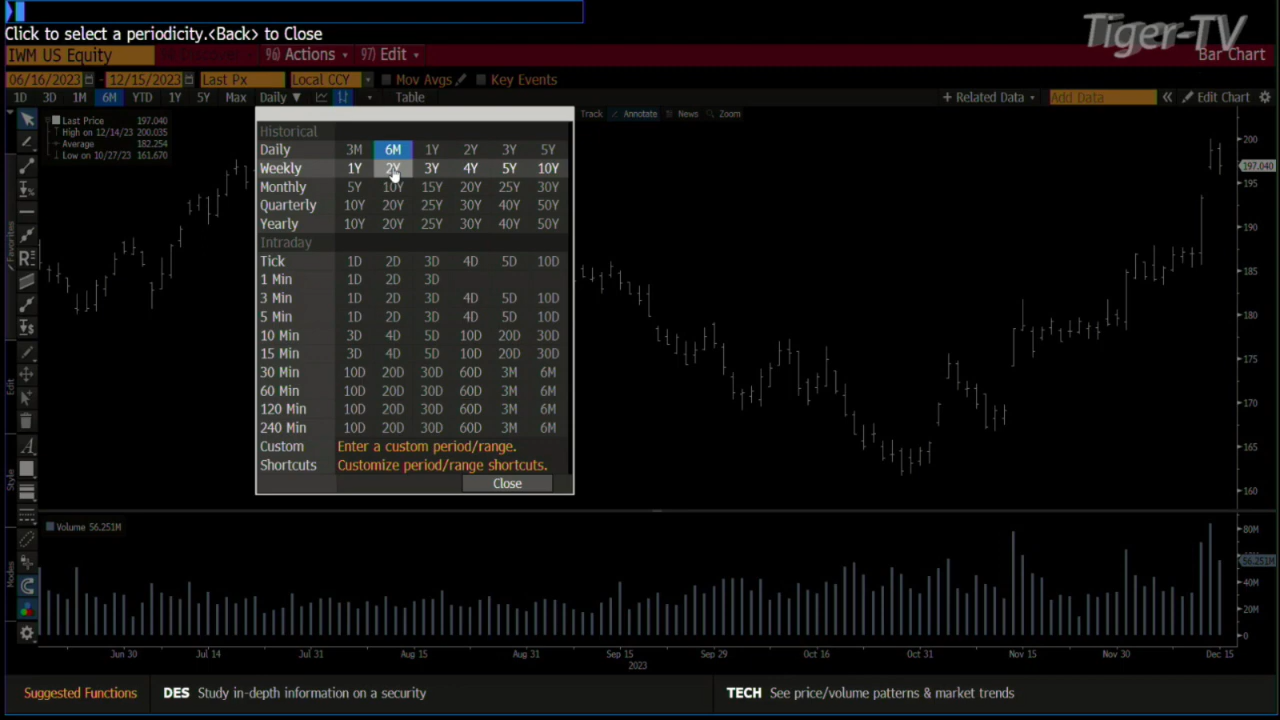 Click to select a periodicity.<Back> to Close
Tiger-TV
IWM US Equity
96) Actions
97) Edit
Bar Chart
06/16/2023 - 12/15/2023 Last Px Local CCY Mov Avgs Key Events
1D 3D 1M 6M YTD 1Y 5Y Max Daily ▼ Table + Related Data Add Data « Edit Chart
Track Annotate News Zoom
Last Price 197.040
High on 12/14/23 200.035
Average 182.254
Low on 10/27/23 161.670
Historical
Daily 3M 6M 1Y 2Y 3Y 5Y
Weekly 1Y 2Y 3Y 4Y 5Y 10Y
Monthly 5Y 10Y 15Y 20Y 25Y 30Y
Quarterly 10Y 20Y 25Y 30Y 40Y 50Y
Yearly 10Y 20Y 25Y 30Y 40Y 50Y
Intraday
Tick 1D 2D 3D 4D 5D 10D
1 Min 1D 2D 3D
3 Min 1D 2D 3D 4D 5D 10D
5 Min 1D 2D 3D 4D 5D 10D
10 Min 3D 4D 5D 10D 20D 30D
15 Min 3D 4D 5D 10D 20D 30D
30 Min 10D 20D 30D 60D 3M 6M
60 Min 10D 20D 30D 60D 3M 6M
120 Min 10D 20D 30D 60D 3M 6M
240 Min 10D 20D 30D 60D 3M 6M
Custom Enter a custom period/range.
Shortcuts Customize period/range shortcuts.
Close
200
197.040
195
190
185
180
175
170
165
160
Favorites
Edit
Style
Modes
Volume 56.251M
80M
56.251M
40M
20M
0
Jun 30 Jul 14 Jul 31 Aug 15 Aug 31 Sep 15 Sep 29 Oct 16 Oct 31 Nov 15 Nov 30 Dec 15
2023
Suggested Functions DES Study in-depth information on a security TECH See price/volume patterns & market trends